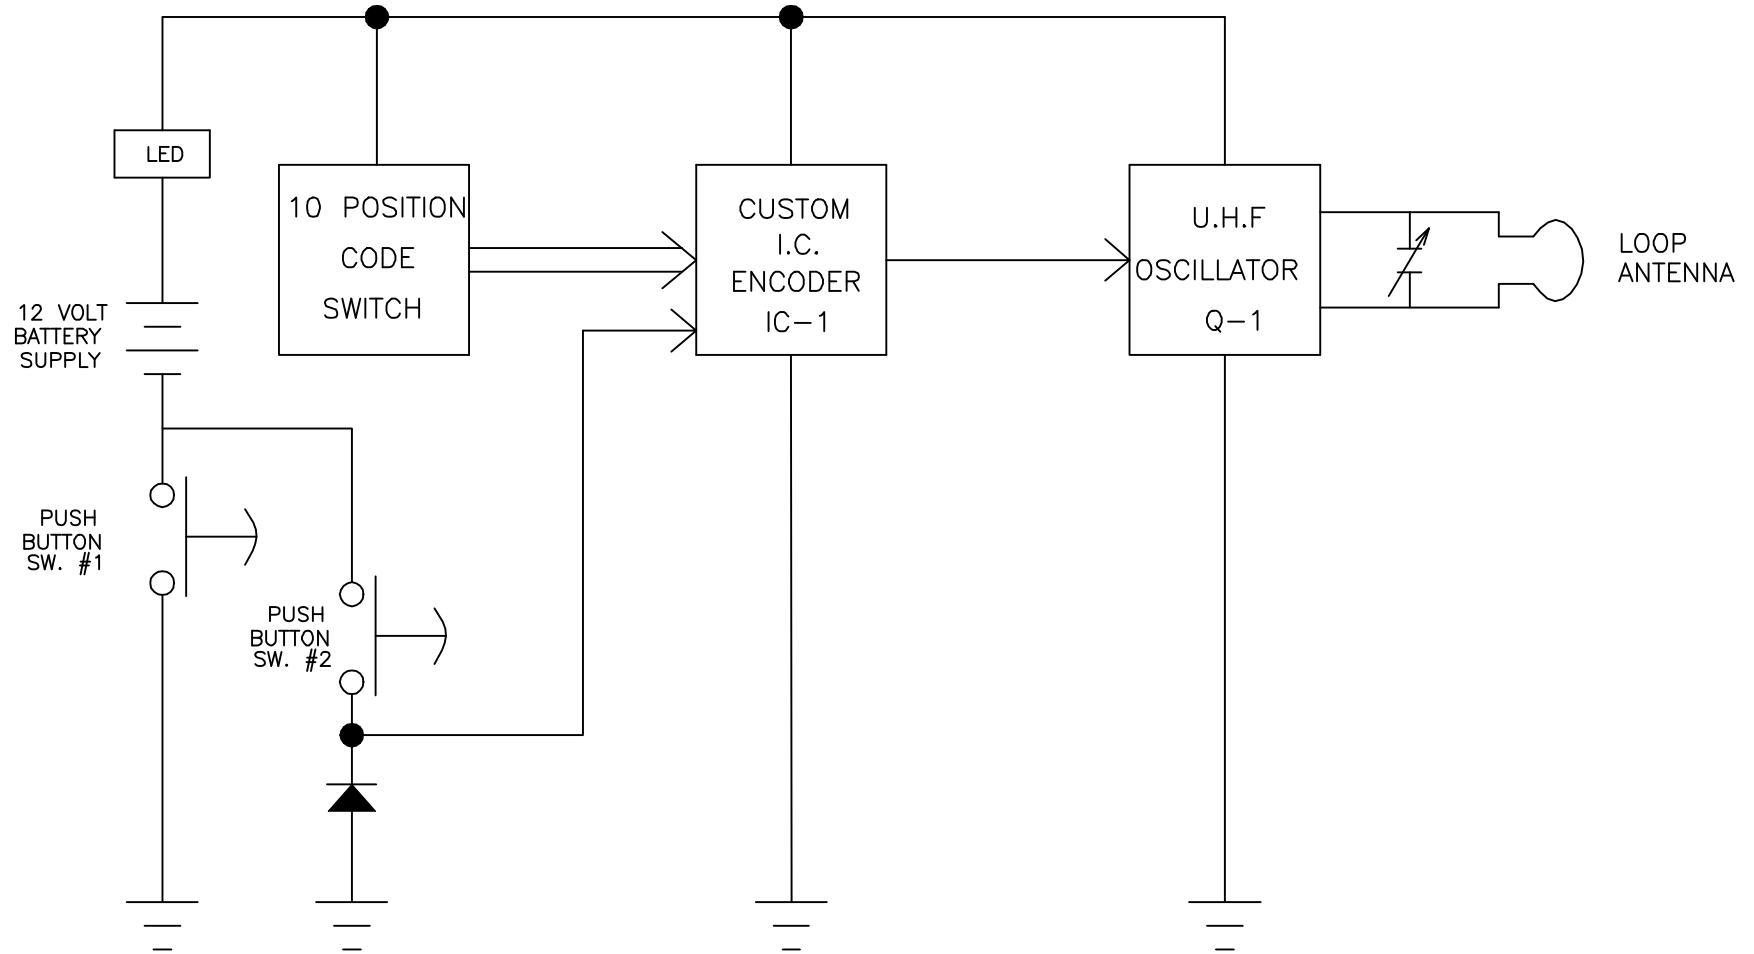 LED
10 POSITION
CODE
SWITCH
CUSTOM
I.C.
ENCODER
IC-1
U.H.F
OSCILLATOR
Q-1
LOOP
ANTENNA
12 VOLT
BATTERY
SUPPLY
PUSH
BUTTON
SW. #1
PUSH
BUTTON
SW. #2